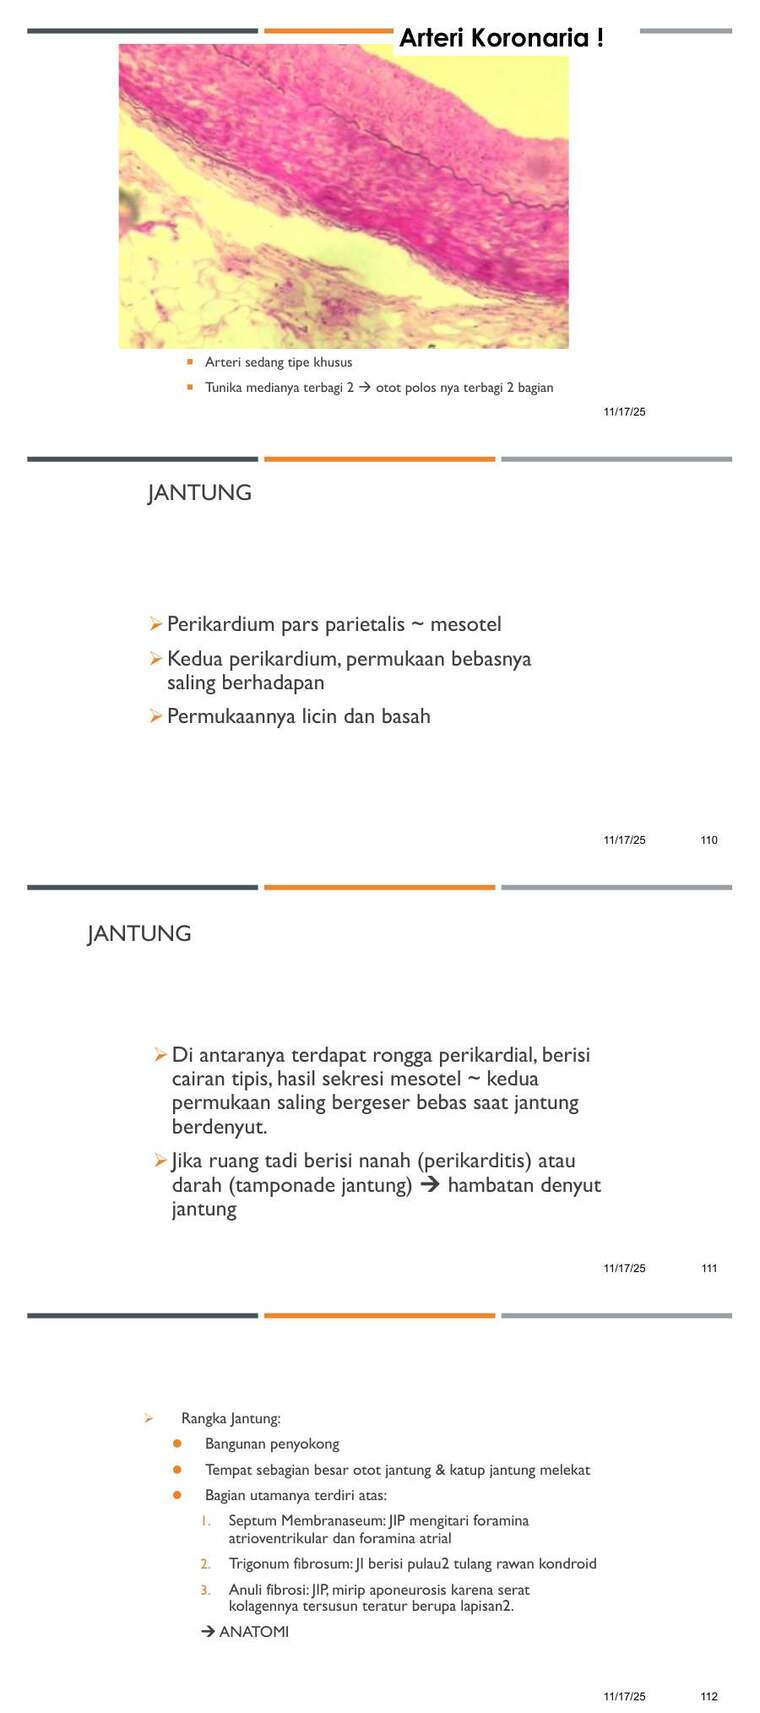 Arteri Koronaria !
▪ Arteri sedang tipe khusus
▪ Tunika medianya terbagi 2 → otot polos nya terbagi 2 bagian
11/17/25
JANTUNG
➢ Perikardium pars parietalis ~ mesotel
➢ Kedua perikardium, permukaan bebasnya
saling berhadapan
➢ Permukaannya licin dan basah
11/17/25 110
JANTUNG
➢ Di antaranya terdapat rongga perikardial, berisi
cairan tipis, hasil sekresi mesotel ~ kedua
permukaan saling bergeser bebas saat jantung
berdenyut.
➢ Jika ruang tadi berisi nanah (perikarditis) atau
darah (tamponade jantung) → hambatan denyut
jantung
11/17/25 111
➢ Rangka Jantung:
● Bangunan penyokong
● Tempat sebagian besar otot jantung & katup jantung melekat
● Bagian utamanya terdiri atas:
1. Septum Membranaseum: JIP mengitari foramina
atrioventrikular dan foramina atrial
2. Trigonum fibrosum: JI berisi pulau2 tulang rawan kondroid
3. Anuli fibrosi: JIP, mirip aponeurosis karena serat
kolagennya tersusun teratur berupa lapisan2.
→ ANATOMI
11/17/25 112